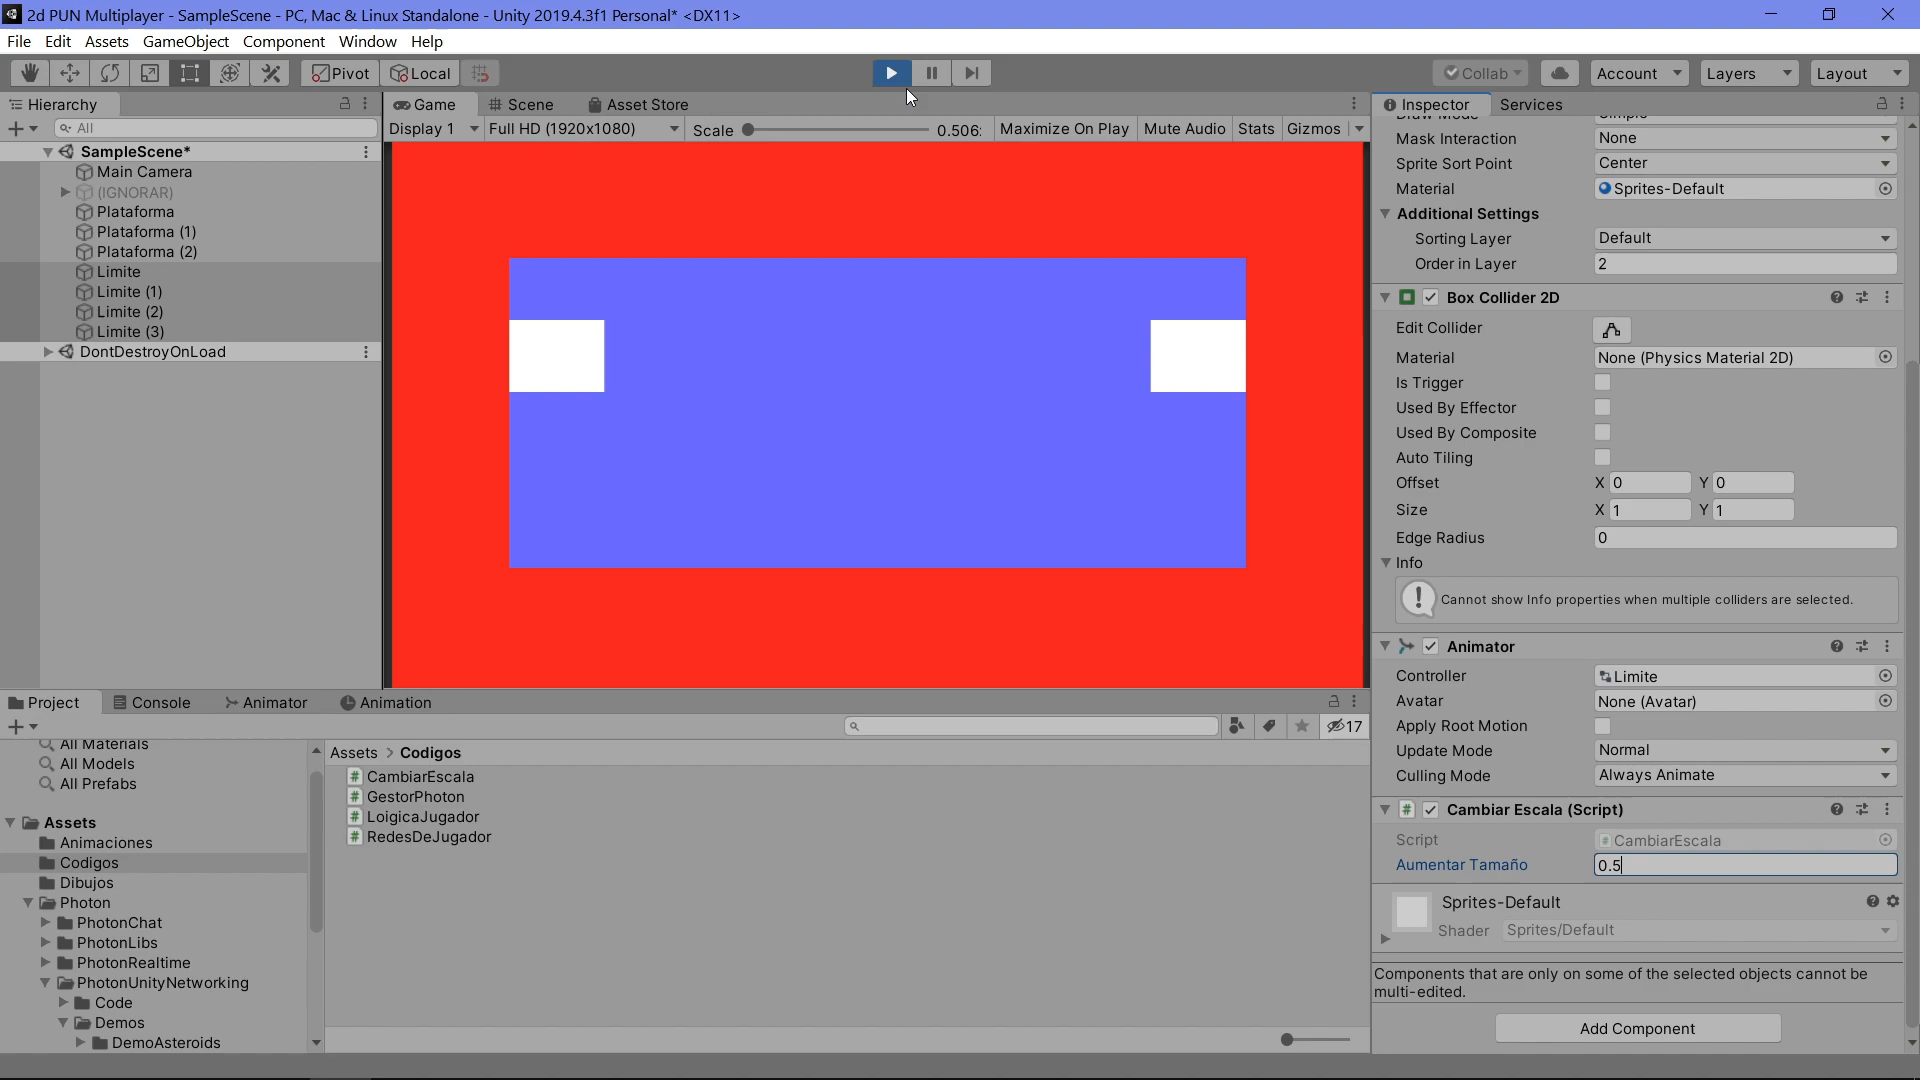 2d PUN Multiplayer - SampleScene - PC, Mac & Linux Standalone - Unity 2019.4.3f1 Personal* <DX11>
File Edit Assets GameObject Component Window Help
Pivot Local Collab Account Layers Layout
Hierarchy
All
SampleScene*
Main Camera
(IGNORAR)
Plataforma
Plataforma (1)
Plataforma (2)
Limite
Limite (1)
Limite (2)
Limite (3)
DontDestroyOnLoad
Game Scene Asset Store
Display 1 Full HD (1920x1080) Scale 0.506 Maximize On Play Mute Audio Stats Gizmos
Inspector Services
Mask Interaction None
Sprite Sort Point Center
Material Sprites-Default
Additional Settings
Sorting Layer Default
Order in Layer 2
Box Collider 2D
Edit Collider
Material None (Physics Material 2D)
Is Trigger
Used By Effector
Used By Composite
Auto Tiling
Offset X 0 Y 0
Size X 1 Y 1
Edge Radius 0
Info
Cannot show Info properties when multiple colliders are selected.
Animator
Controller Limite
Avatar None (Avatar)
Apply Root Motion
Update Mode Normal
Culling Mode Always Animate
Cambiar Escala (Script)
Script CambiarEscala
Aumentar Tamaño 0.5
Sprites-Default
Shader Sprites/Default
Components that are only on some of the selected objects cannot be
multi-edited.
Add Component
Project Console Animator Animation
17
All Materials
All Models
All Prefabs
Assets
Animaciones
Codigos
Dibujos
Photon
PhotonChat
PhotonLibs
PhotonRealtime
PhotonUnityNetworking
Code
Demos
DemoAsteroids
Assets > Codigos
CambiarEscala
GestorPhoton
LoigicaJugador
RedesDeJugador